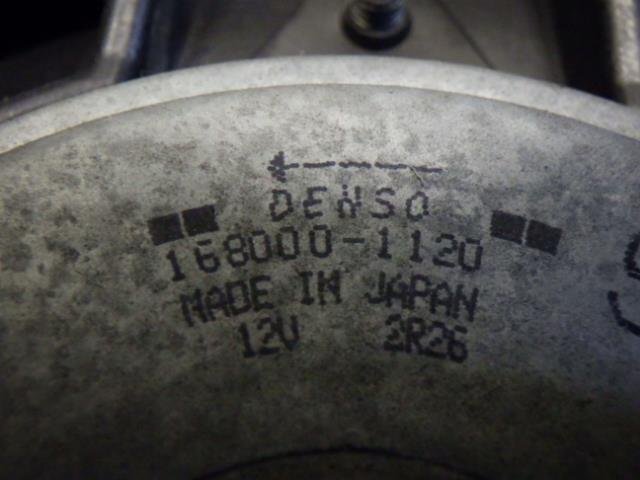 DENSO
168000-1120
MADE IN JAPAN
12V 2R26